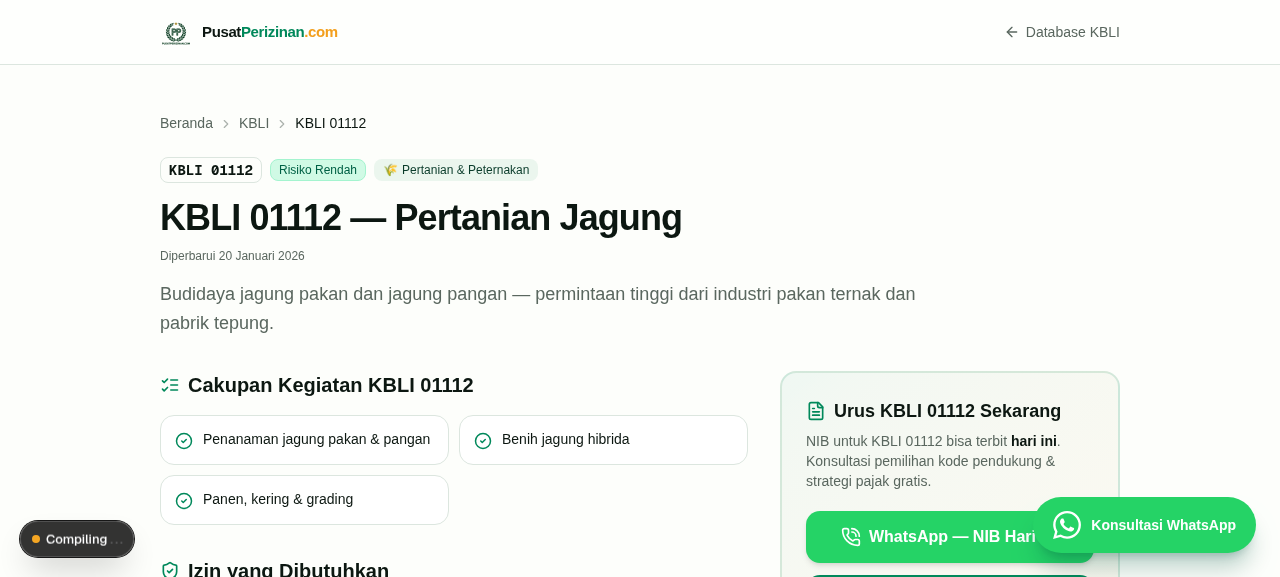 PusatPerizinan.com
Database KBLI
Beranda
KBLI
KBLI 01112
KBLI 01112
Risiko Rendah
Pertanian & Peternakan
KBLI 01112 — Pertanian Jagung
Diperbarui 20 Januari 2026
Budidaya jagung pakan dan jagung pangan — permintaan tinggi dari industri pakan ternak dan
pabrik tepung.
Cakupan Kegiatan KBLI 01112
Penanaman jagung pakan & pangan
Benih jagung hibrida
Panen, kering & grading
Izin yang Dibutuhkan
Urus KBLI 01112 Sekarang
NIB untuk KBLI 01112 bisa terbit hari ini.
Konsultasi pemilihan kode pendukung &
strategi pajak gratis.
WhatsApp — NIB Hari
Konsultasi WhatsApp
Compiling...